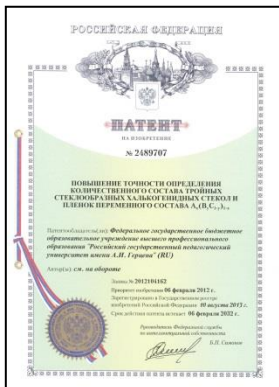 РОССИЙСКАЯ ФЕДЕРАЦИЯ
ПАТЕНТ
НА ИЗОБРЕТЕНИЕ
№ 2489707
ПОВЫШЕНИЕ ТОЧНОСТИ ОПРЕДЕЛЕНИЯ
КОЛИЧЕСТВЕННОГО СОСТАВА ТРОЙНЫХ
СТЕКЛООБРАЗНЫХ ХАЛЬКОГЕНИДНЫХ СТЕКОЛ И
ПЛЕНОК ПЕРЕМЕННОГО СОСТАВА
Патентообладатель(ли): Федеральное государственное бюджетное
образовательное учреждение высшего профессионального
образования "Российский государственный педагогический
университет имени А.И. Герцена" (RU)
Автор(ы): см. на обороте
Заявка № 2012104162
Приоритет изобретения 06 февраля 2012 г.
Зарегистрировано в Государственном реестре
изобретений Российской Федерации 10 августа 2013 г.
Срок действия патента истекает 06 февраля 2032 г.
Руководитель Федеральной службы
по интеллектуальной собственности
Б.П. Симонов